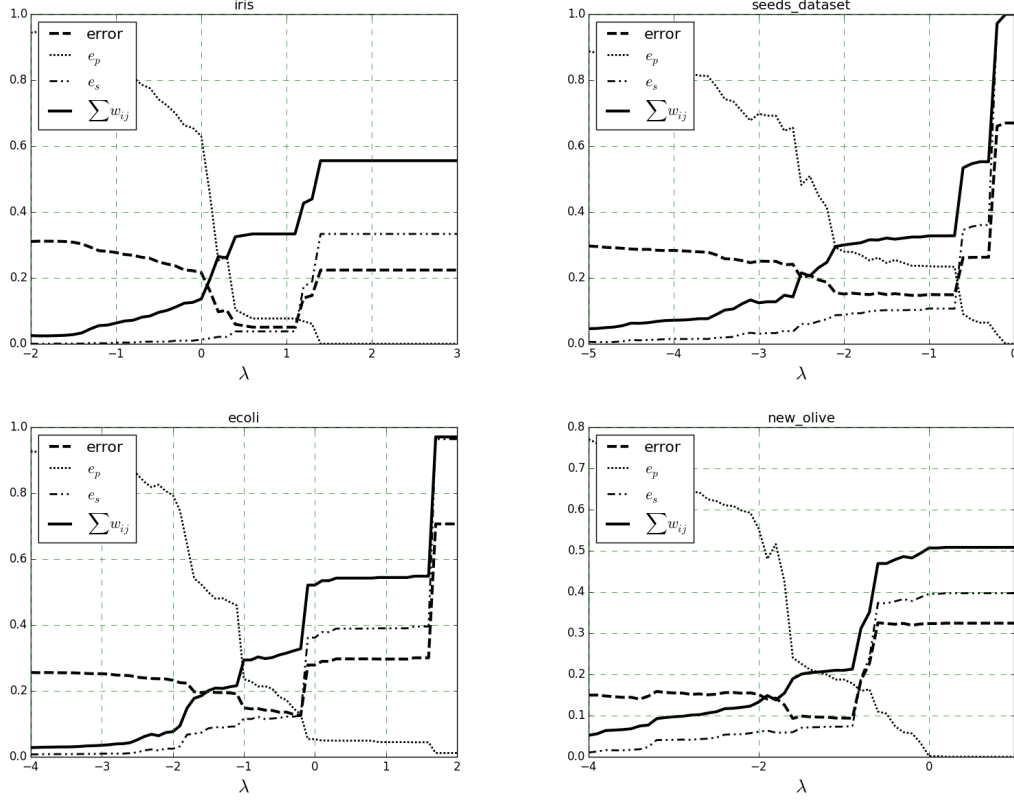 iris
error
e_p
e_s
∑ w_ij
1.0
0.8
0.6
0.4
0.2
0.0
−2 −1 0 1 2 3
λ
seeds_dataset
error
e_p
e_s
∑ w_ij
1.0
0.8
0.6
0.4
0.2
0.0
−5 −4 −3 −2 −1 0
λ
ecoli
error
e_p
e_s
∑ w_ij
1.0
0.8
0.6
0.4
0.2
0.0
−4 −3 −2 −1 0 1 2
λ
new_olive
error
e_p
e_s
∑ w_ij
0.8
0.7
0.6
0.5
0.4
0.3
0.2
0.1
0.0
−4 −2 0
λ